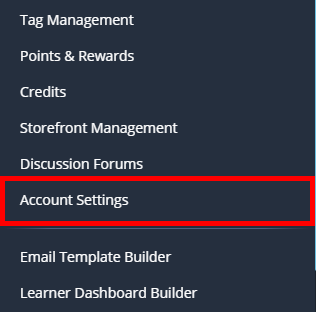 Tag Management
Points & Rewards
Credits
Storefront Management
Discussion Forums
Account Settings
Email Template Builder
Learner Dashboard Builder